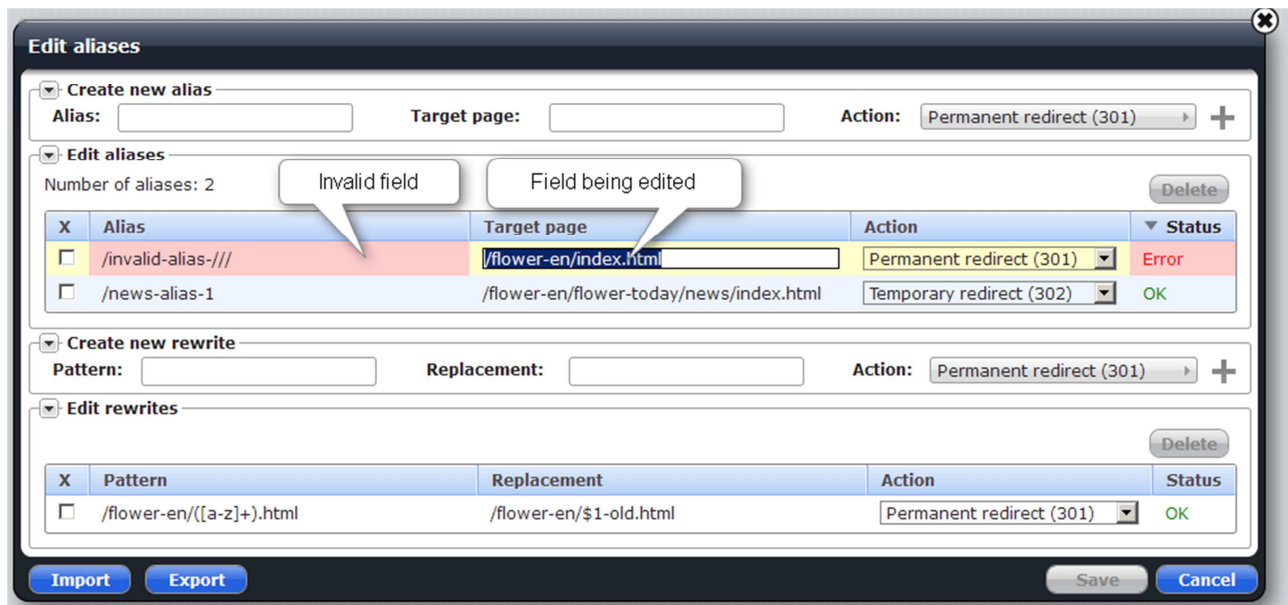 Edit aliases
Create new alias
Alias: Target page: Action: Permanent redirect (301)
Edit aliases
Number of aliases: 2 Invalid field Field being edited Delete
X Alias Target page Action Status
/invalid-alias-/// /flower-en/index.html Permanent redirect (301) Error
/news-alias-1 /flower-en/flower-today/news/index.html Temporary redirect (302) OK
Create new rewrite
Pattern: Replacement: Action: Permanent redirect (301)
Edit rewrites
Delete
X Pattern Replacement Action Status
/flower-en/([a-z]+).html /flower-en/$1-old.html Permanent redirect (301) OK
Import Export Save Cancel